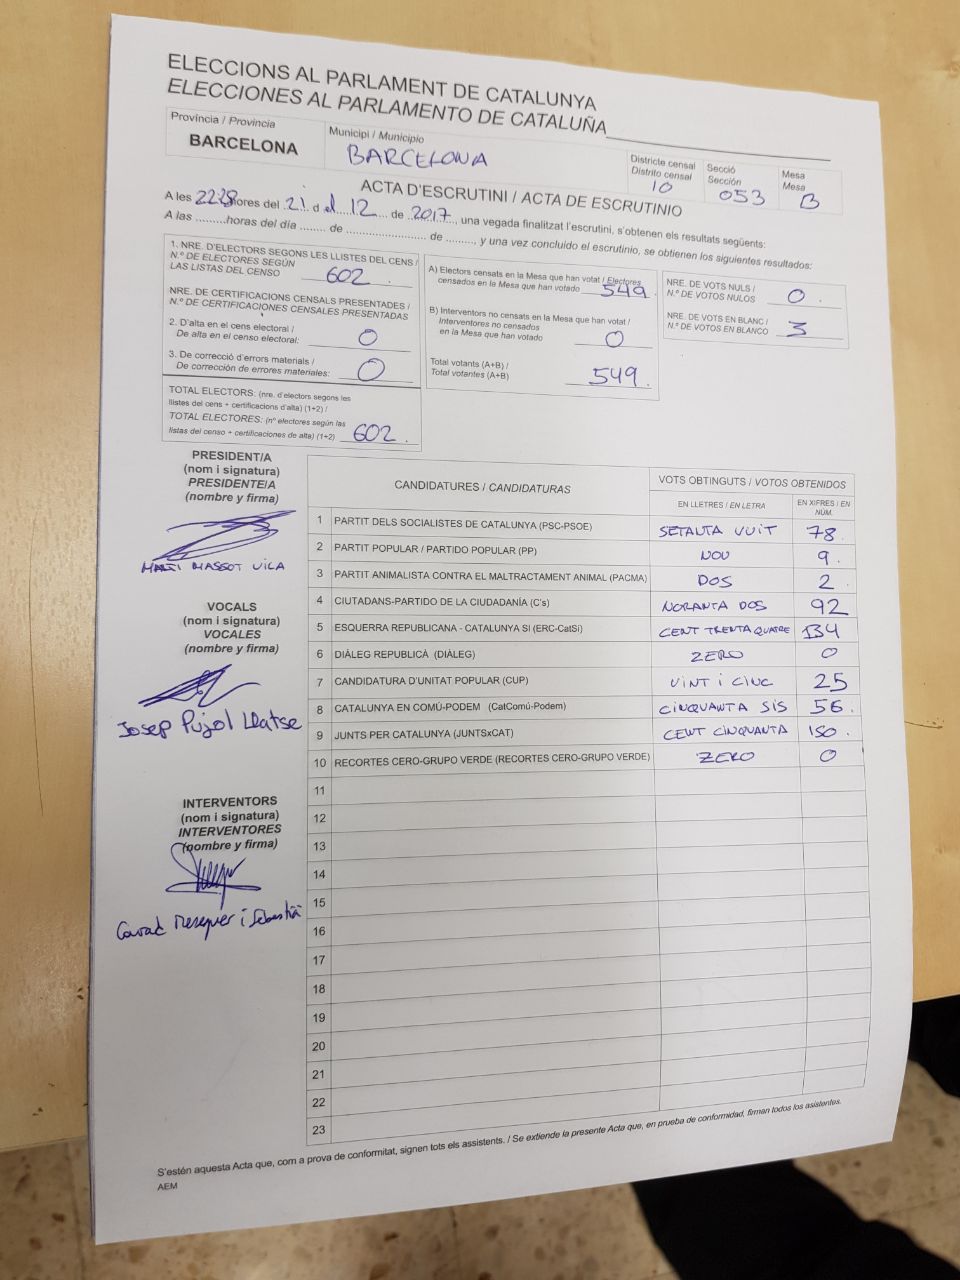 ELECCIONS AL PARLAMENT DE CATALUNYA
ELECCIONES AL PARLAMENTO DE CATALUÑA
Província / Provincia
BARCELONA
Municipi / Municipio
BARCELONA
Districte censal
Distrito censal
10
Secció
Sección
053
Mesa
Mesa
B
ACTA D'ESCRUTINI / ACTA DE ESCRUTINIO
A les 22:28 hores del 21 d el 12 de 2017, una vegada finalitzat l'escrutini, s'obtenen els resultats següents:
A las .........horas del día ........ de ......................... de ........., y una vez concluido el escrutinio, se obtienen los siguientes resultados:
1. NRE. D'ELECTORS SEGONS LES LLISTES DEL CENS /
N.º DE ELECTORES SEGÚN
LAS LISTAS DEL CENSO 602
NRE. DE CERTIFICACIONS CENSALS PRESENTADES /
N.º DE CERTIFICACIONES CENSALES PRESENTADAS
2. D'alta en el cens electoral /
De alta en el censo electoral: 0
3. De correcció d'errors materials /
De corrección de errores materiales: 0
TOTAL ELECTORS: (nre. d'electors segons les
llistes del cens + certificacions d'alta) (1+2) /
TOTAL ELECTORES: (nº electores según las
listas del censo + certificaciones de alta) (1+2) 602.
A) Electors censats en la Mesa que han votat / Electores
censados en la Mesa que han votado 549.
B) Interventors no censats en la Mesa que han votat /
Interventores no censados
en la Mesa que han votado 0
Total votants (A+B) /
Total votantes (A+B) 549.
NRE. DE VOTS NULS /
N.º DE VOTOS NULOS 0.
NRE. DE VOTS EN BLANC /
N.º DE VOTOS EN BLANCO 3
PRESIDENT/A
(nom i signatura)
PRESIDENTE/A
(nombre y firma)
MASSOT VILA
VOCALS
(nom i signatura)
VOCALES
(nombre y firma)
Josep Pujol Llatse
INTERVENTORS
(nom i signatura)
INTERVENTORES
(nombre y firma)
Meseguer i Sebastià
CANDIDATURES / CANDIDATURAS
VOTS OBTINGUTS / VOTOS OBTENIDOS
EN LLETRES / EN LETRA
EN XIFRES / EN NÚM.
1 PARTIT DELS SOCIALISTES DE CATALUNYA (PSC-PSOE) SETANTA VUIT 78.
2 PARTIT POPULAR / PARTIDO POPULAR (PP) NOU 9.
3 PARTIT ANIMALISTA CONTRA EL MALTRACTAMENT ANIMAL (PACMA) DOS 2.
4 CIUTADANS-PARTIDO DE LA CIUDADANÍA (C's) NORANTA DOS 92
5 ESQUERRA REPUBLICANA - CATALUNYA SI (ERC-CatSí) CENT TRENTA QUATRE 134
6 DIÀLEG REPUBLICÀ (DIÀLEG) ZERO 0
7 CANDIDATURA D'UNITAT POPULAR (CUP) VINT I CINC 25
8 CATALUNYA EN COMÚ-PODEM (CatComú-Podem) CINQUANTA SIS 56.
9 JUNTS PER CATALUNYA (JUNTSxCAT) CENT CINQUANTA 150.
10 RECORTES CERO-GRUPO VERDE (RECORTES CERO-GRUPO VERDE) ZERO 0
11
12
13
14
15
16
17
18
19
20
21
22
23
S'estén aquesta Acta que, com a prova de conformitat, signen tots els assistents. / Se extiende la presente Acta que, en prueba de conformidad, firman todos los asistentes.
AEM